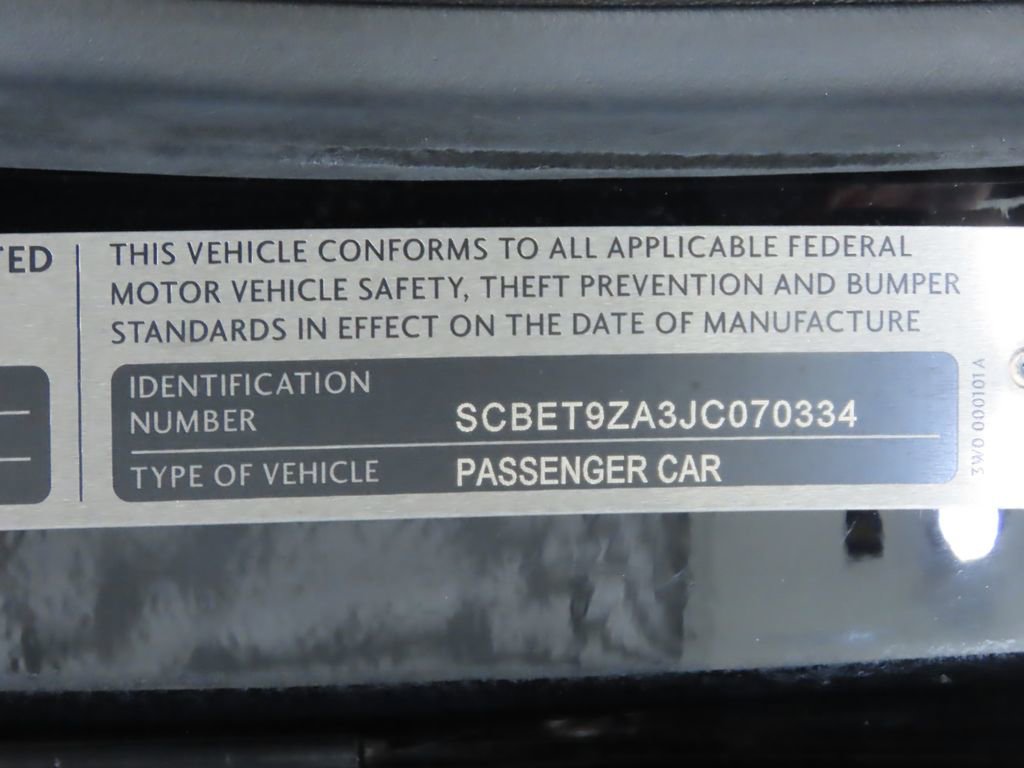 TED
THIS VEHICLE CONFORMS TO ALL APPLICABLE FEDERAL
MOTOR VEHICLE SAFETY, THEFT PREVENTION AND BUMPER
STANDARDS IN EFFECT ON THE DATE OF MANUFACTURE
IDENTIFICATION
NUMBER SCBET9ZA3JC070334
TYPE OF VEHICLE PASSENGER CAR
3W0 000101 A